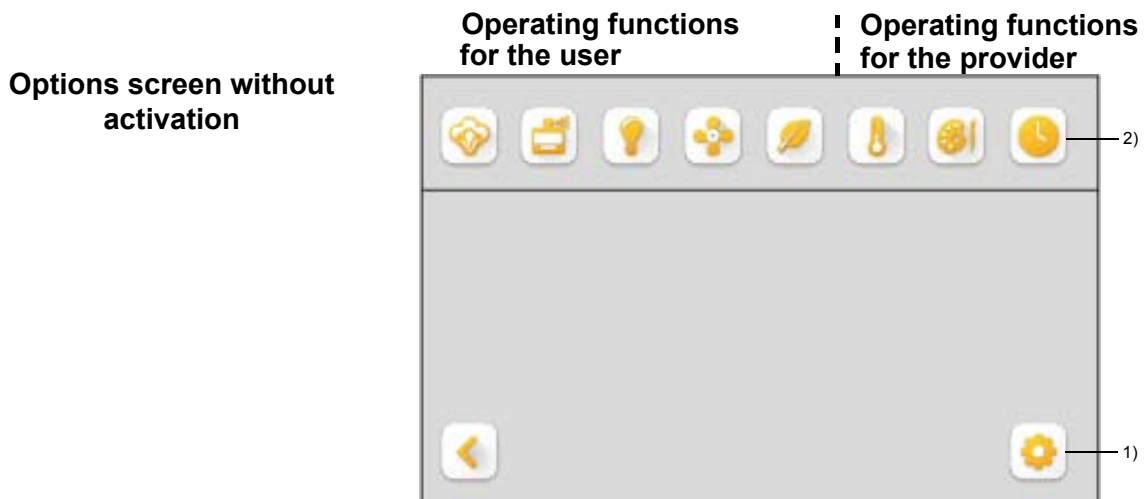 Operating functions
for the user
Operating functions
for the provider
Options screen without
activation
2)
1)